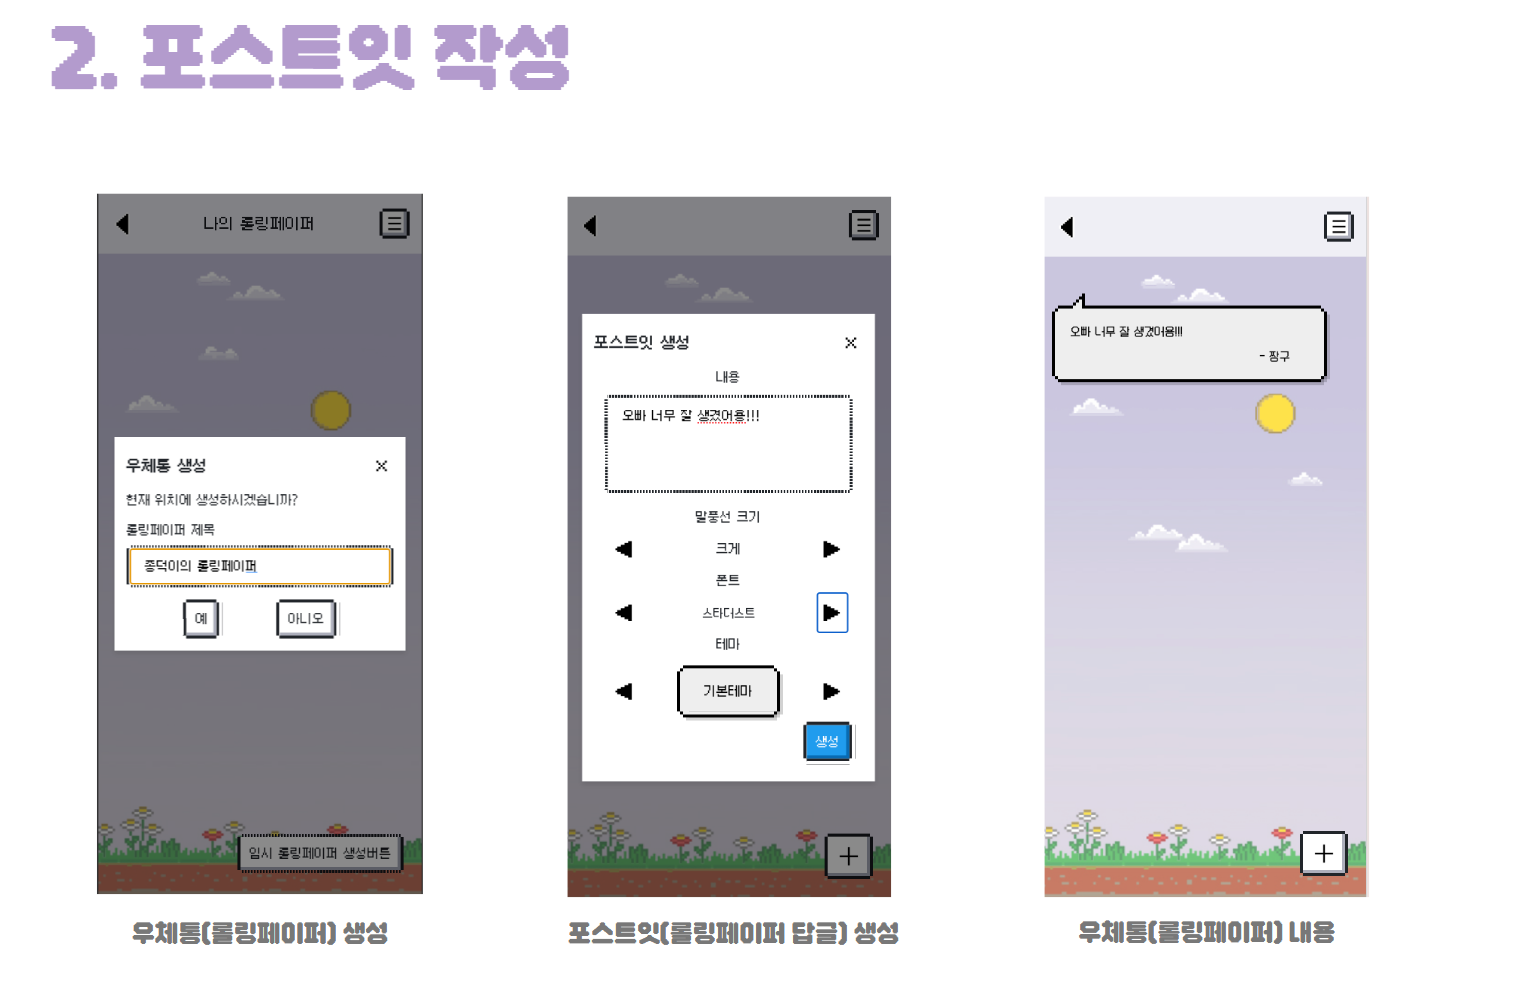 2. 포스트잇 작성
나의 롤링페이퍼
우체통 생성
현재 위치에 생성하시겠습니까?
롤링페이퍼 제목
종덕이의 롤링페이퍼
예
아니오
임시 롤링페이퍼 생성버튼
우체통(롤링페이퍼) 생성
포스트잇 생성
내용
오빠 너무 잘 생겼어용!!!
말풍선 크기
크게
폰트
스타더스트
테마
기본테마
생성
포스트잇(롤링페이퍼 답글) 생성
오빠 너무 잘 생겼어용!!!
- 짱구
우체통(롤링페이퍼) 내용